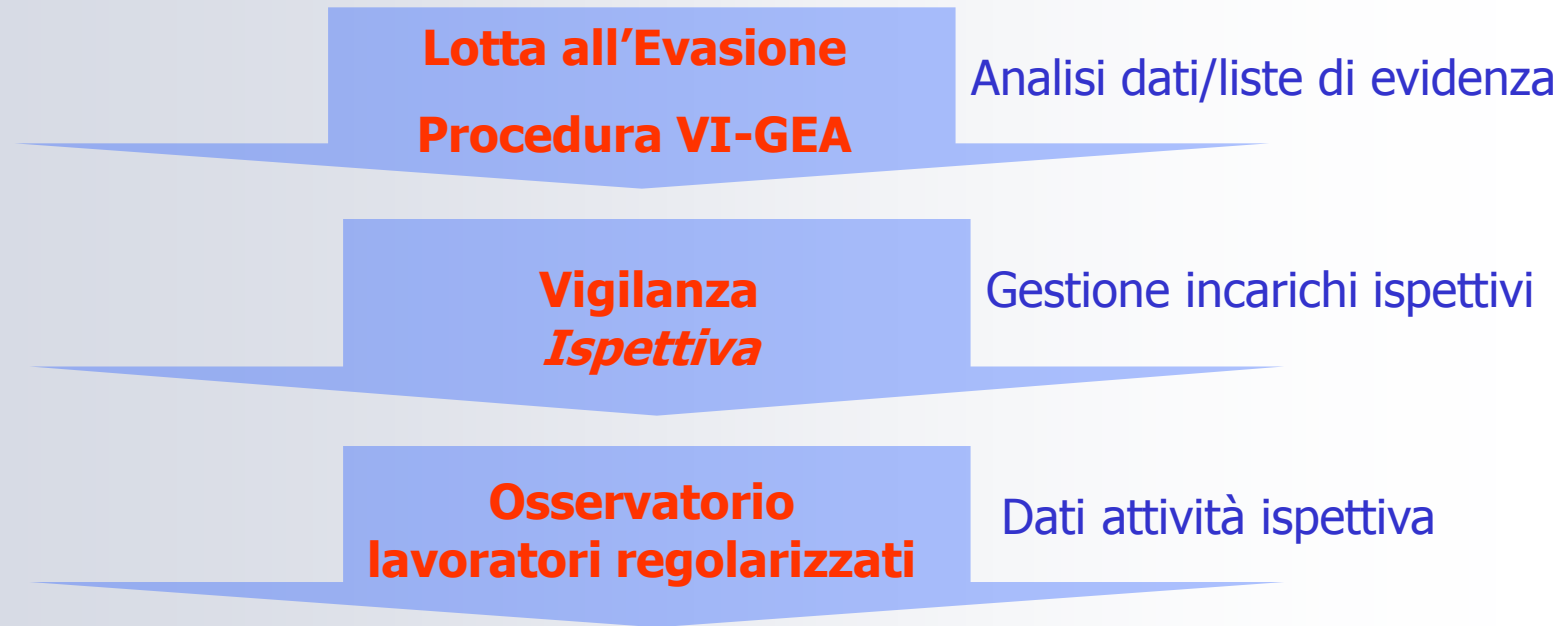 Lotta all’Evasione
Procedura VI-GEA
Analisi dati/liste di evidenza
Vigilanza
Ispettiva
Gestione incarichi ispettivi
Osservatorio
lavoratori regolarizzati
Dati attività ispettiva